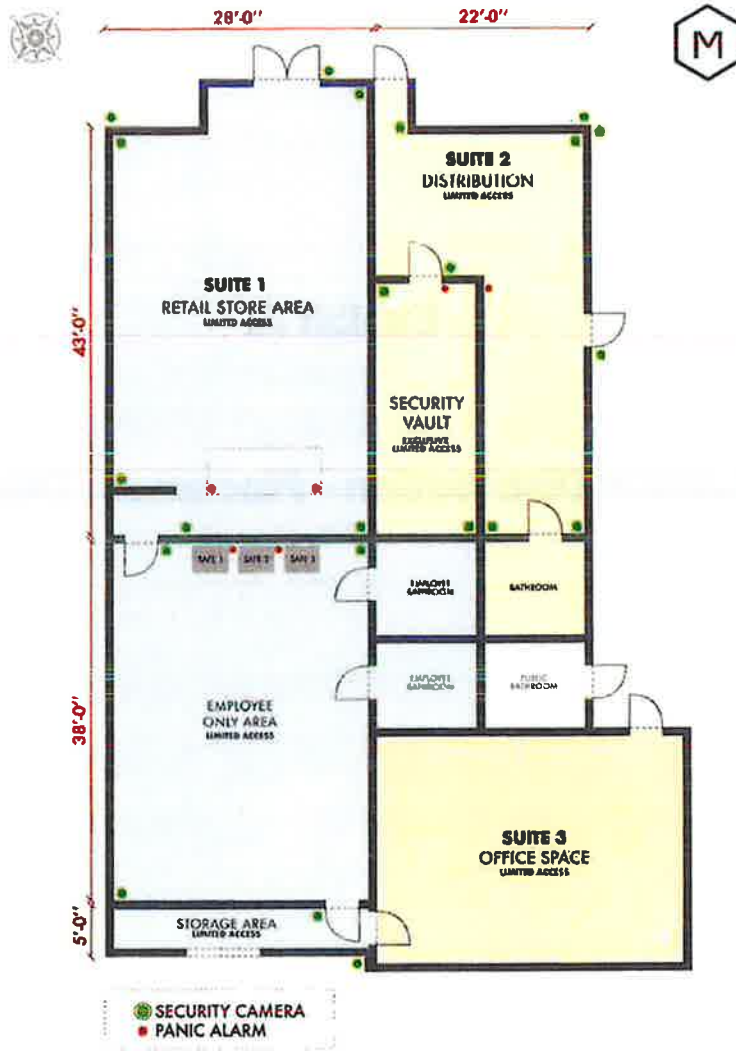 28'-0"
22'-0"
M
SUITE 2
DISTRIBUTION
LIMITED ACCESS
SUITE 1
RETAIL STORE AREA
LIMITED ACCESS
43'-0"
SECURITY
VAULT
EXECUTIVE
LIMITED ACCESS
SAFE 1
SAFE 2
SAFE 3
EMPLOYEE
BATHROOM
BATHROOM
EMPLOYEE
BATHROOM
PUBLIC
BATHROOM
EMPLOYEE
ONLY AREA
LIMITED ACCESS
38'-0"
SUITE 3
OFFICE SPACE
LIMITED ACCESS
STORAGE AREA
LIMITED ACCESS
5'-0"
SECURITY CAMERA
PANIC ALARM